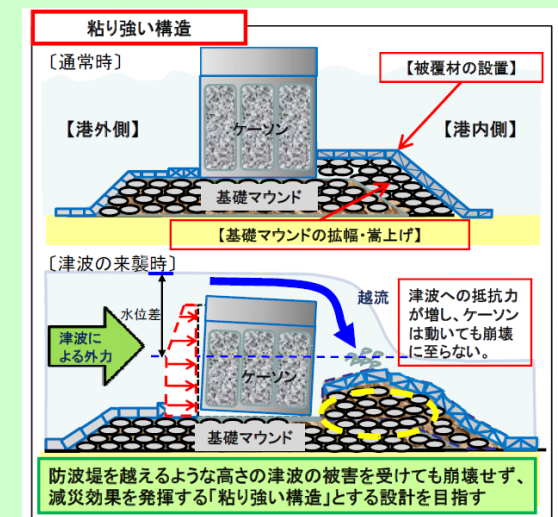 粘り強い構造
〔通常時〕
【被覆材の設置】
【港外側】
ケーソン
【港内側】
基礎マウンド
【基礎マウンドの拡幅・嵩上げ】
〔津波の来襲時〕
水位差
越流
津波への抵抗力
が増し、ケーソン
は動いても崩壊
に至らない。
津波に
よる外力
ケーソン
基礎マウンド
防波堤を越えるような高さの津波の被害を受けても崩壊せず、
減災効果を発揮する「粘り強い構造」とする設計を目指す